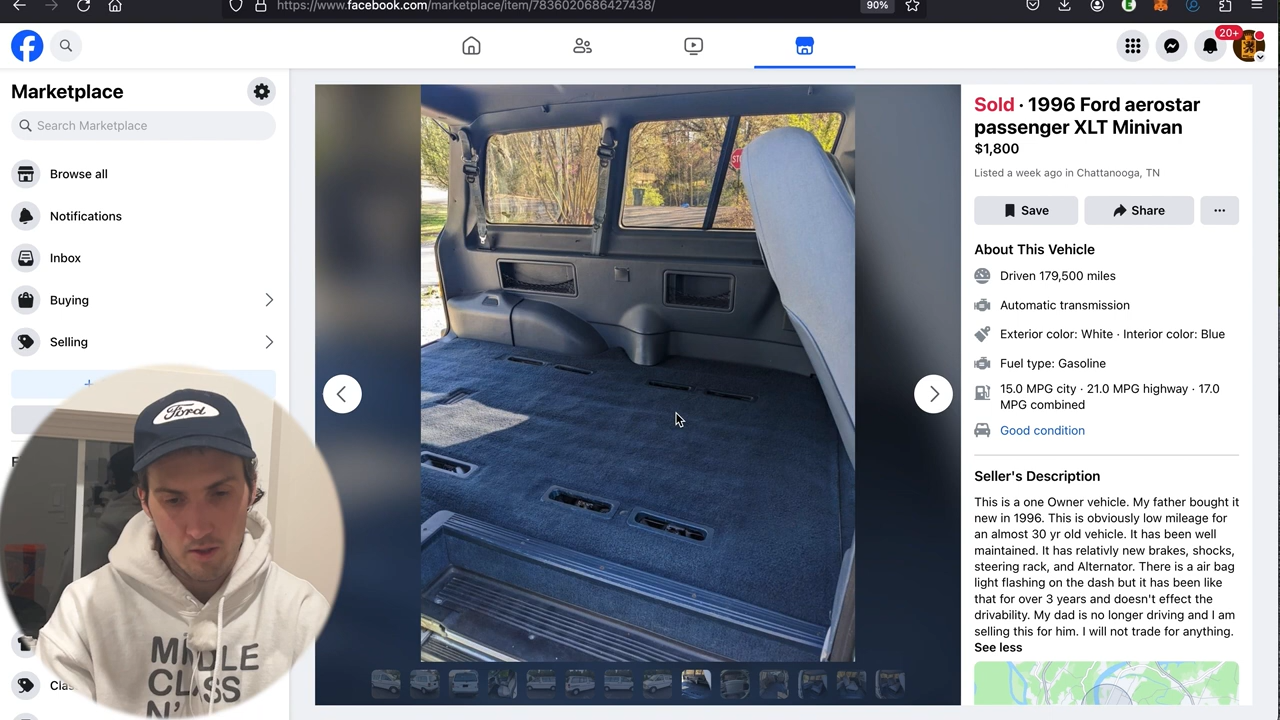 https://www.facebook.com/marketplace/item/7836020686427438/
90%
20+
Marketplace
Search Marketplace
Browse all
Notifications
Inbox
Buying
Selling
Sold · 1996 Ford aerostar
passenger XLT Minivan
$1,800
Listed a week ago in Chattanooga, TN
Save
Share
About This Vehicle
Driven 179,500 miles
Automatic transmission
Exterior color: White · Interior color: Blue
Fuel type: Gasoline
15.0 MPG city · 21.0 MPG highway · 17.0
MPG combined
Good condition
Seller's Description
This is a one Owner vehicle. My father bought it
new in 1996. This is obviously low mileage for
an almost 30 yr old vehicle. It has been well
maintained. It has relativly new brakes, shocks,
steering rack, and Alternator. There is a air bag
light flashing on the dash but it has been like
that for over 3 years and doesn't effect the
drivability. My dad is no longer driving and I am
selling this for him. I will not trade for anything.
See less
STOP
Ford